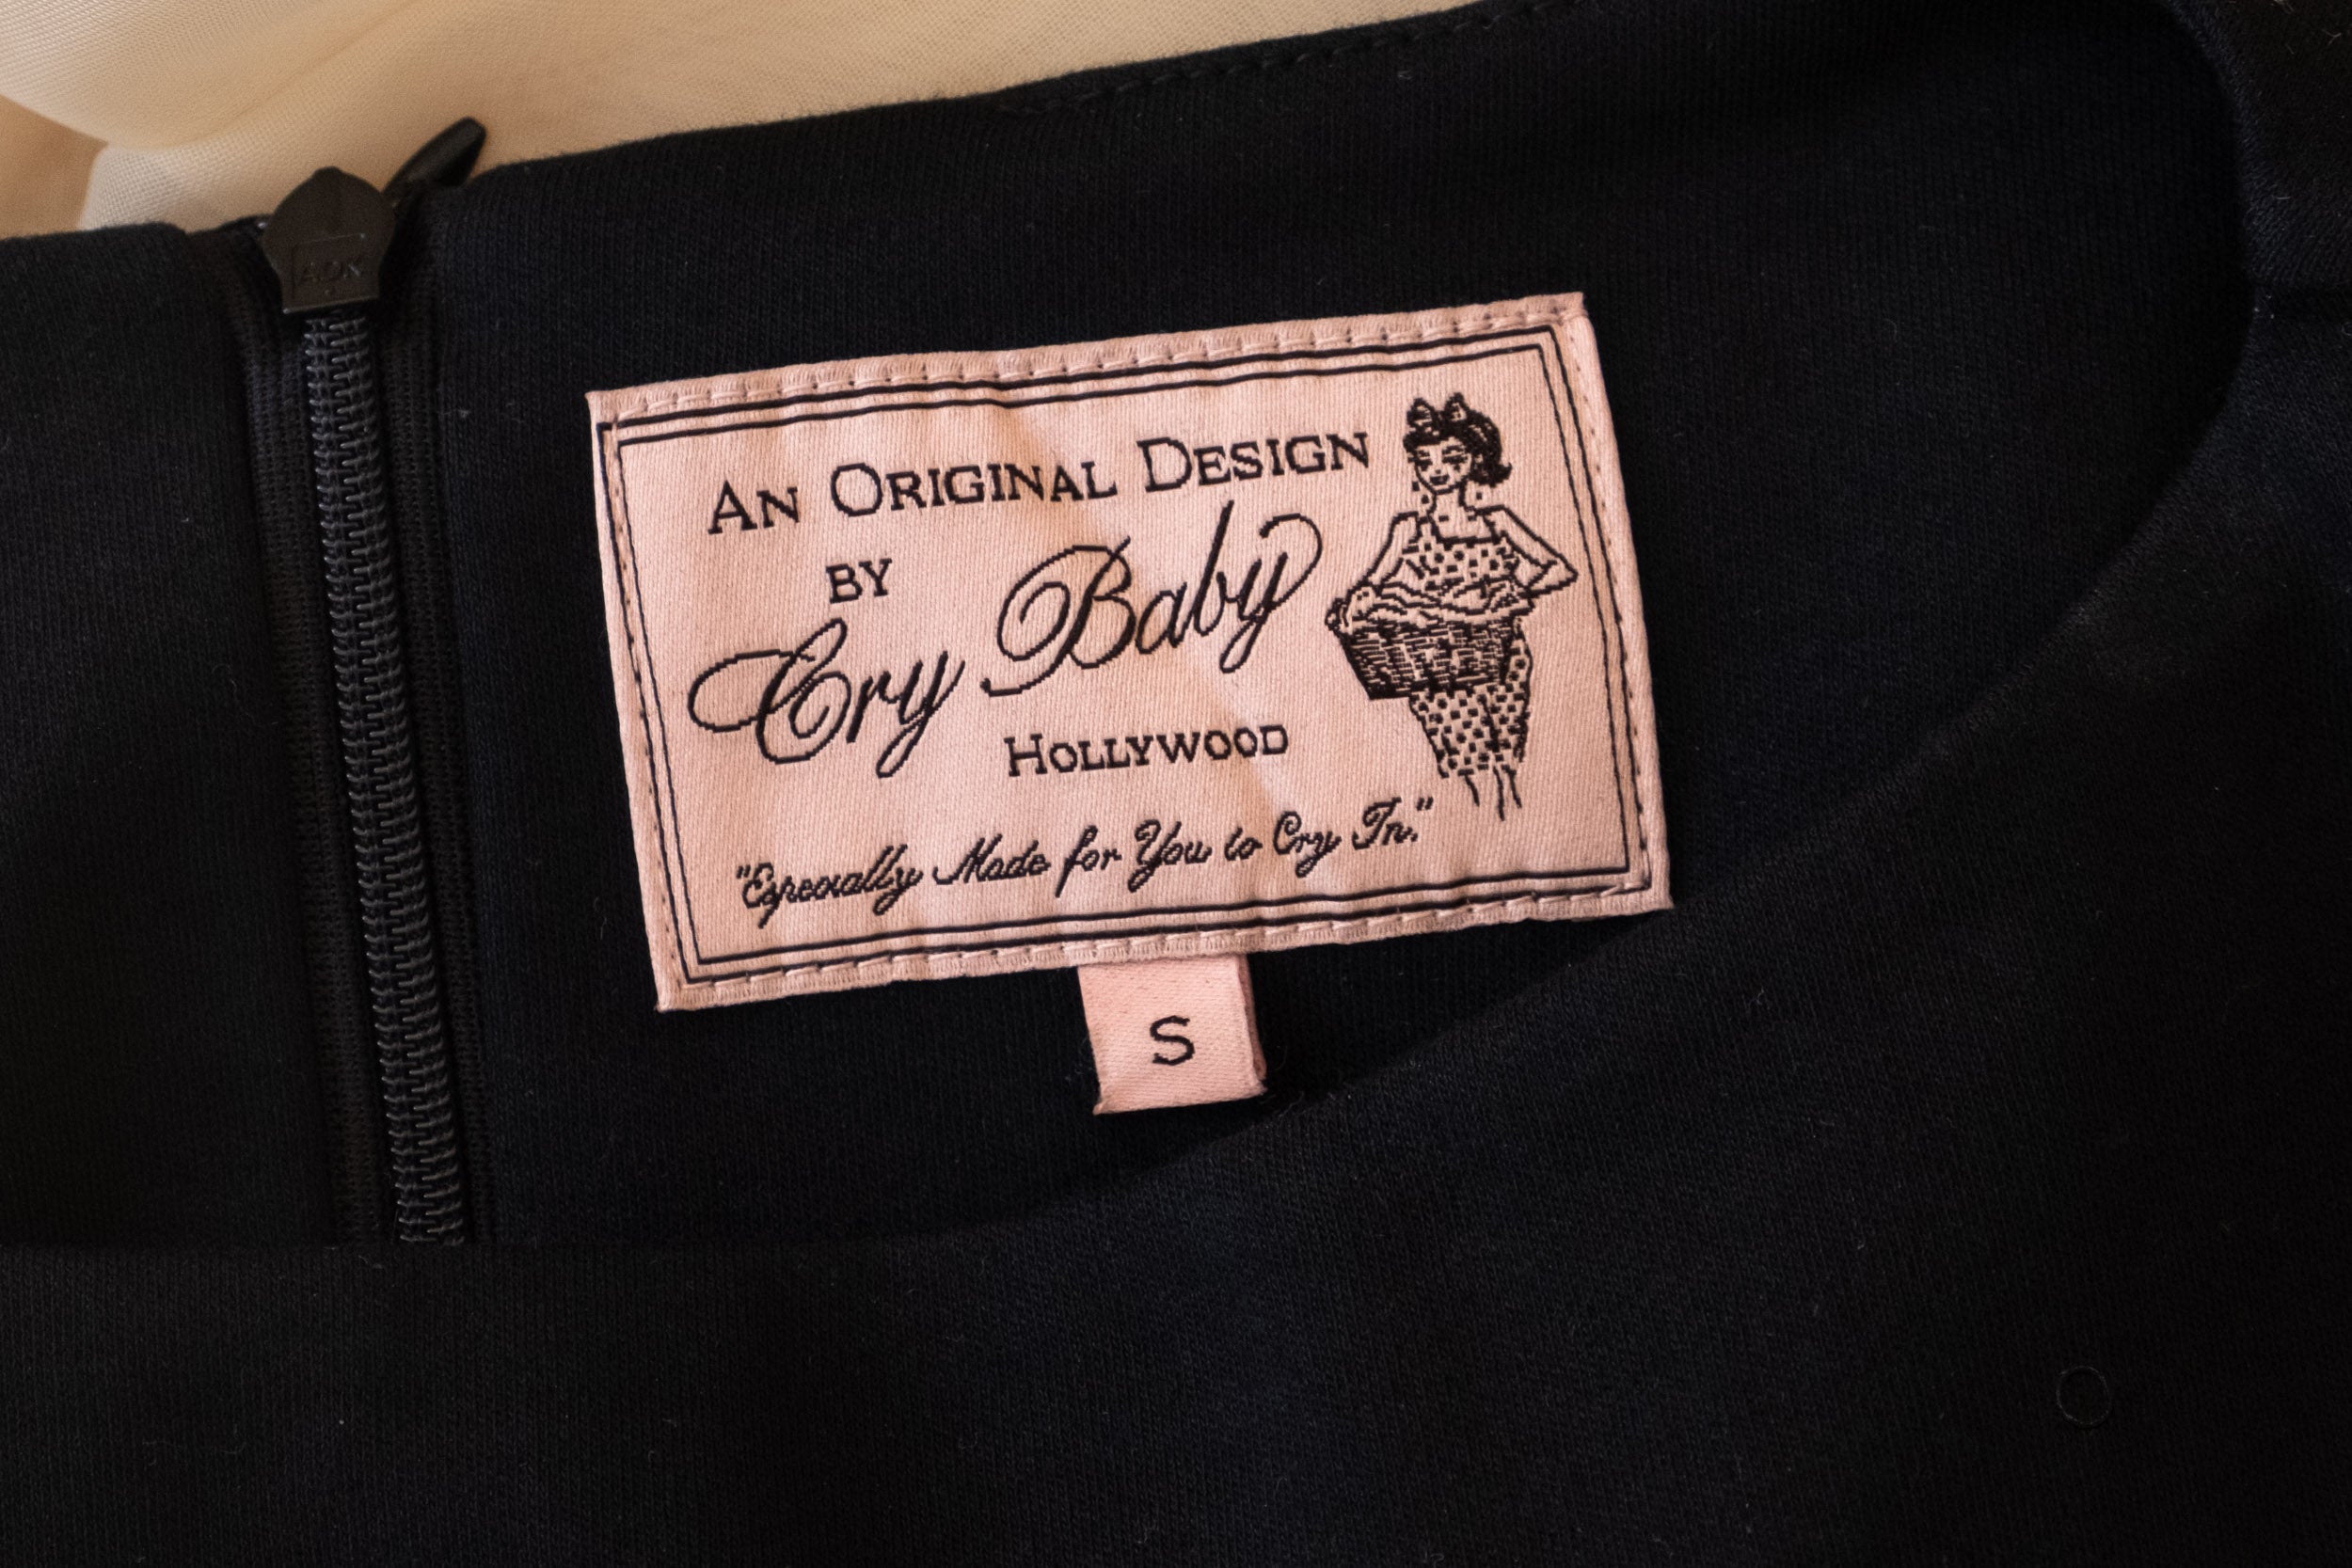 An Original Design
by
Cry Baby
Hollywood
"Especially Made for You to Cry In."
S